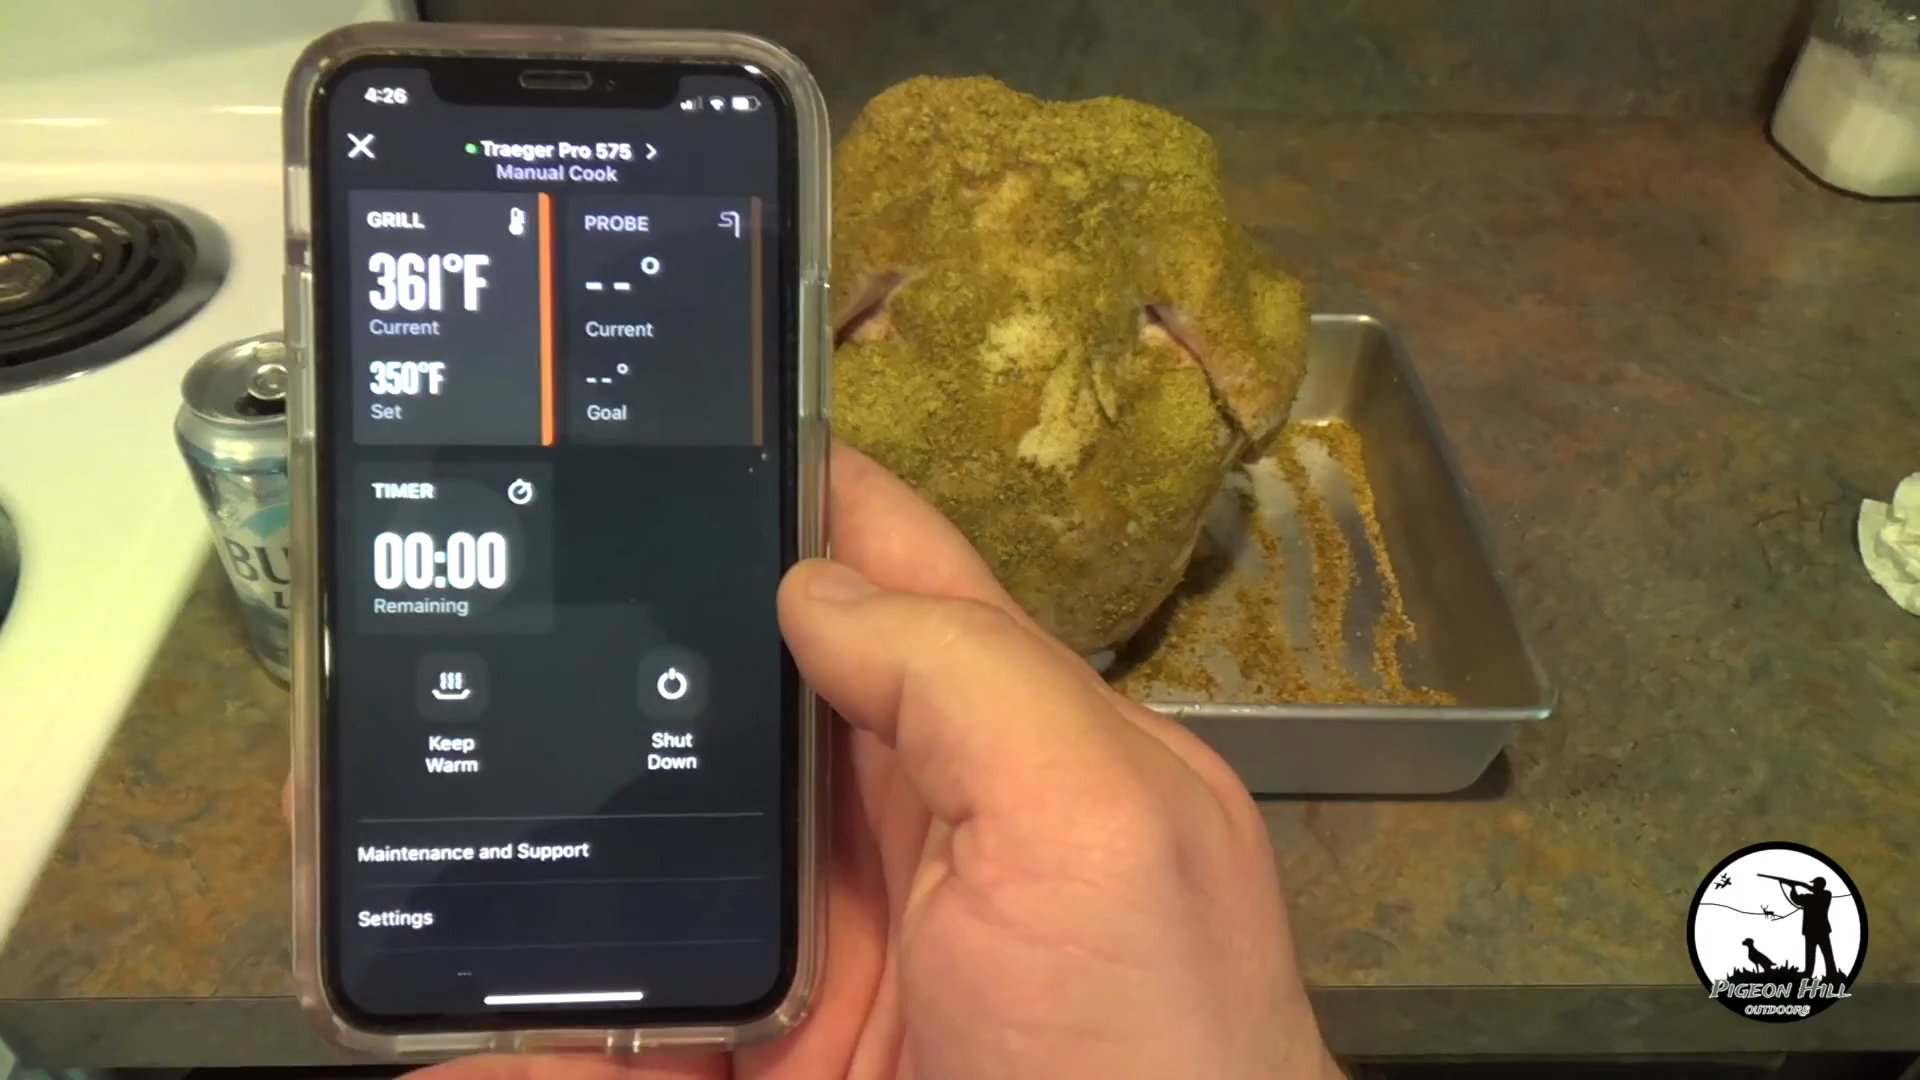 4:26
Traeger Pro 575
Manual Cook
GRILL
361°F
Current
350°F
Set
PROBE
--°
Current
--°
Goal
TIMER
00:00
Remaining
Keep
Warm
Shut
Down
Maintenance and Support
Settings
BU
L
PIGEON HILL
OUTDOORS